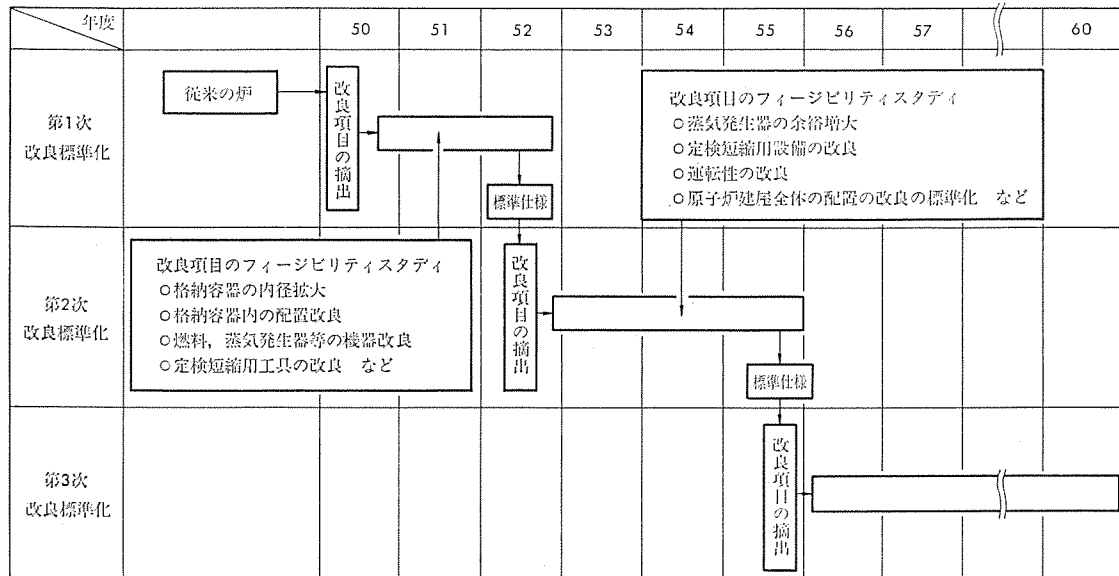 年度
50 51 52 53 54 55 56 57 60
第1次
改良標準化
従来の炉
改良項目の摘出
標準仕様
改良項目のフィージビリティスタディ
○蒸気発生器の余裕増大
○定検短縮用設備の改良
○運転性の改良
○原子炉建屋全体の配置の改良の標準化 など
第2次
改良標準化
改良項目のフィージビリティスタディ
○格納容器の内径拡大
○格納容器内の配置改良
○燃料，蒸気発生器等の機器改良
○定検短縮用工具の改良 など
改良項目の摘出
標準仕様
第3次
改良標準化
改良項目の摘出